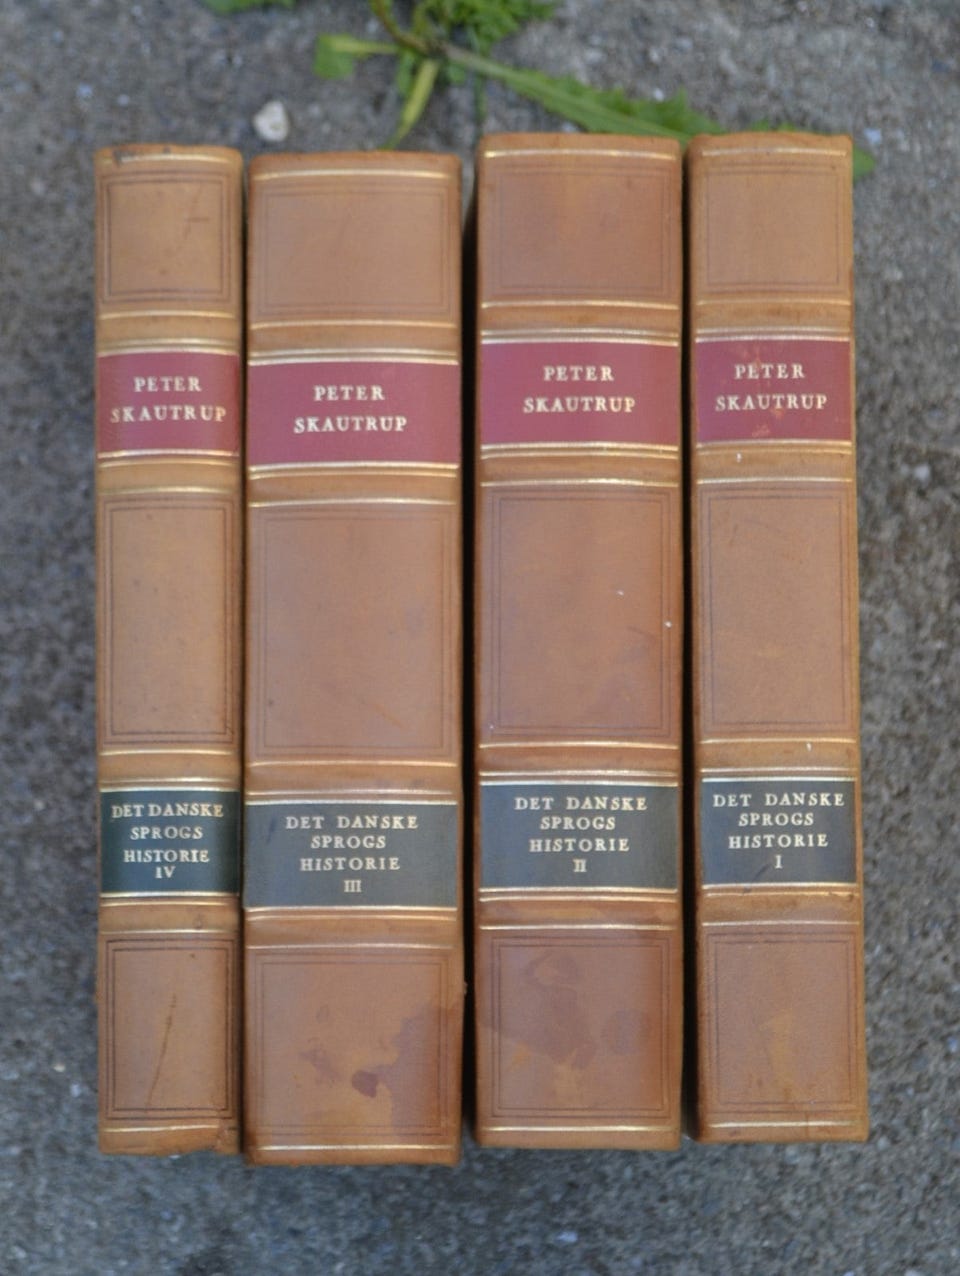 PETER
SKAUTRUP
DET DANSKE
SPROGS
HISTORIE
IV
PETER
SKAUTRUP
DET DANSKE
SPROGS
HISTORIE
III
PETER
SKAUTRUP
DET DANSKE
SPROGS
HISTORIE
II
PETER
SKAUTRUP
DET DANSKE
SPROGS
HISTORIE
I